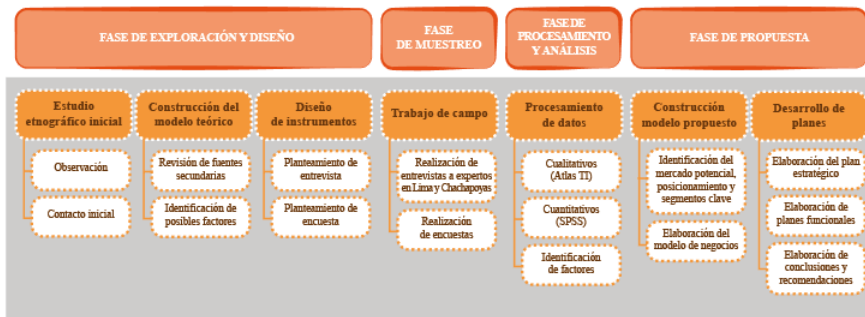 FASE DE EXPLORACIÓN Y DISEÑO
FASE
DE MUESTREO
FASE DE
PROCESAMIENTO
Y ANÁLISIS
FASE DE PROPUESTA
Estudio
etnográfico inicial
Observación
Contacto inicial
Construcción del
modelo teórico
Revisión de fuentes
secundarias
Identificación de
posibles factores
Diseño
de instrumentos
Planteamiento de
entrevista
Planteamiento de
encuesta
Trabajo de campo
Realización de
entrevistas a expertos
en Lima y Chachapoyas
Realización
de encuestas
Procesamiento
de datos
Cualitativos
(Atlas TI)
Cuantitativos
(SPSS)
Identificación
de factores
Construcción
modelo propuesto
Identificación del
mercado potencial,
posicionamiento y
segmentos clave
Elaboración del
modelo de negocios
Desarrollo de
planes
Elaboración del plan
estratégico
Elaboración de
planes funcionales
Elaboración de
conclusiones y
recomendaciones